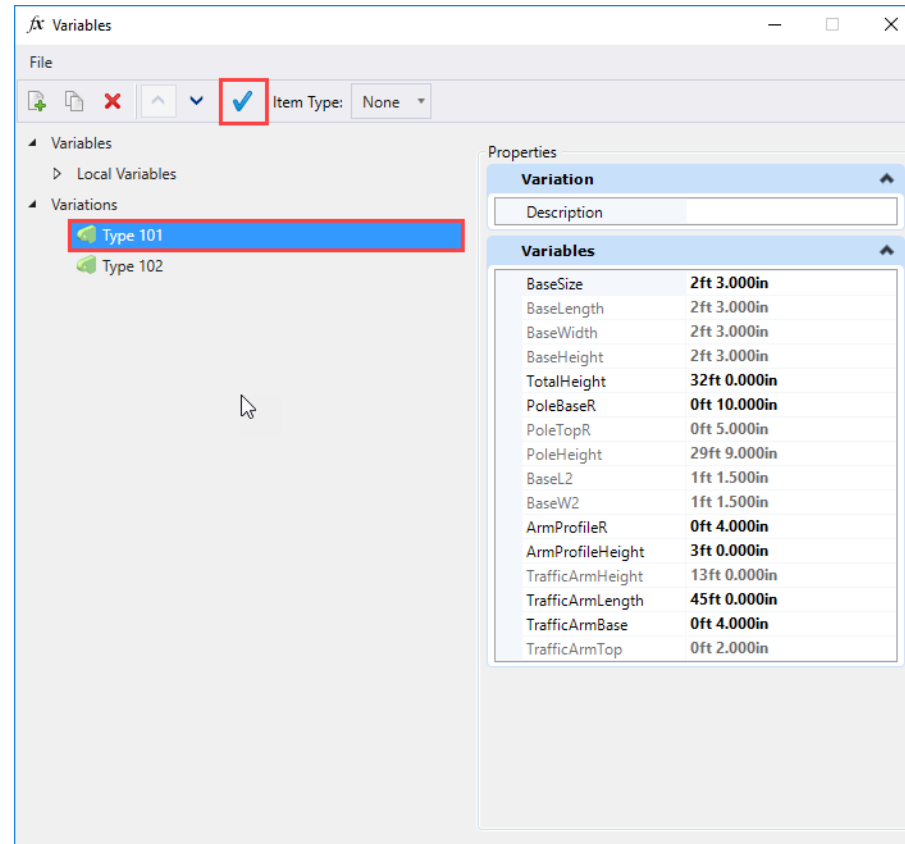 fx Variables
File
Item Type: None
Variables
Local Variables
Variations
Type 101
Type 102
Properties
Variation
Description
Variables
BaseSize 2ft 3.000in
BaseLength 2ft 3.000in
BaseWidth 2ft 3.000in
BaseHeight 2ft 3.000in
TotalHeight 32ft 0.000in
PoleBaseR 0ft 10.000in
PoleTopR 0ft 5.000in
PoleHeight 29ft 9.000in
BaseL2 1ft 1.500in
BaseW2 1ft 1.500in
ArmProfileR 0ft 4.000in
ArmProfileHeight 3ft 0.000in
TrafficArmHeight 13ft 0.000in
TrafficArmLength 45ft 0.000in
TrafficArmBase 0ft 4.000in
TrafficArmTop 0ft 2.000in